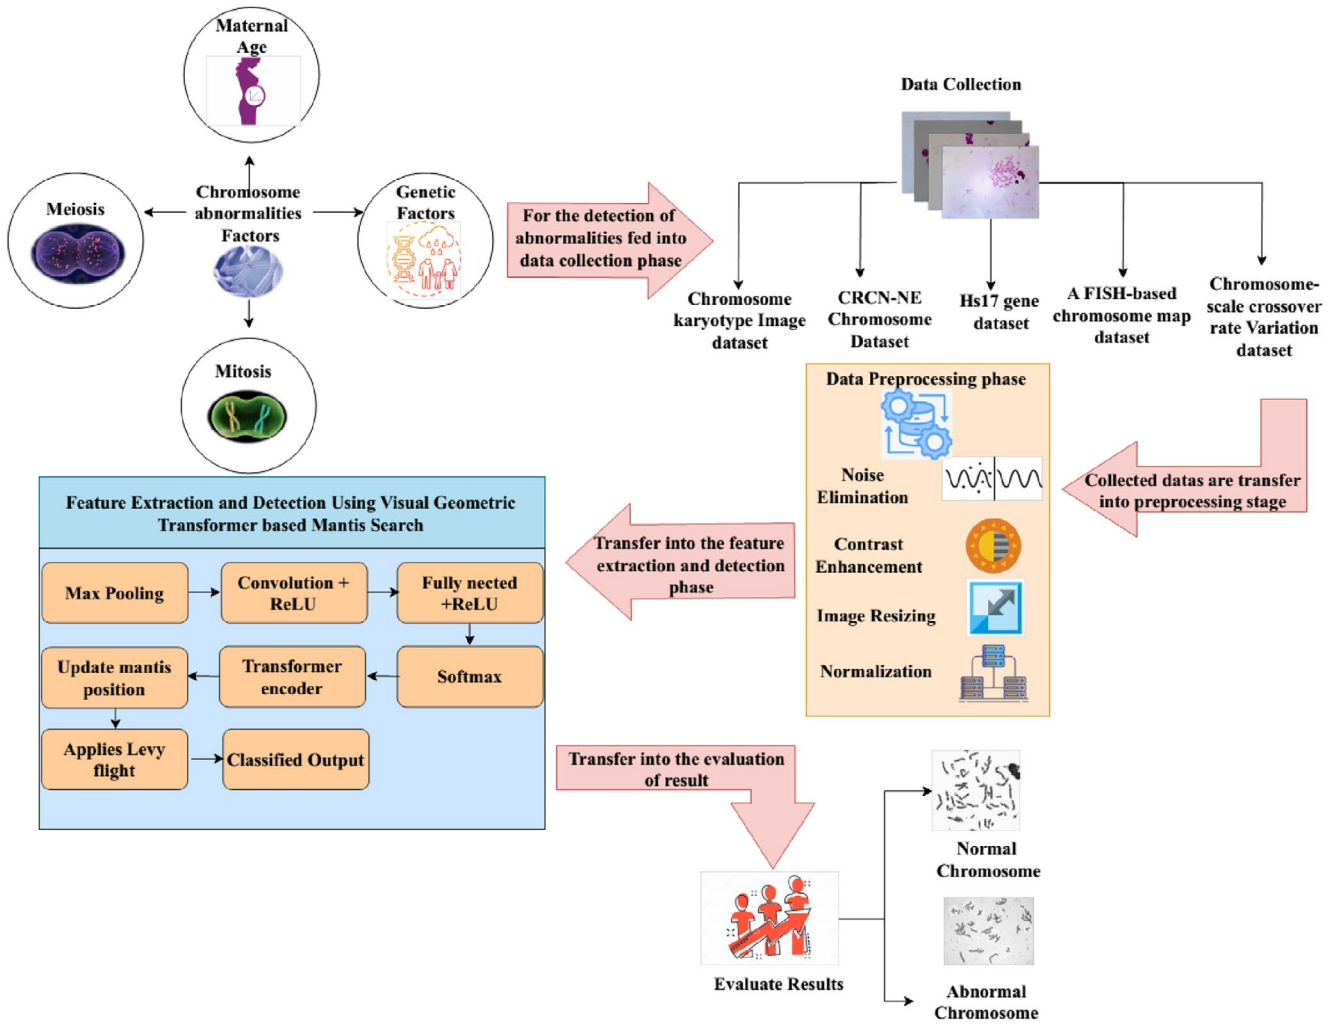 Maternal
Age
Meiosis
Chromosome
abnormalities
Factors
Genetic
Factors
Mitosis
For the detection of
abnormalities fed into
data collection phase
Data Collection
Chromosome
karyotype Image
dataset
CRCN-NE
Chromosome
Dataset
Hs17 gene
dataset
A FISH-based
chromosome map
dataset
Chromosome-
scale crossover
rate Variation
dataset
Collected datas are transfer
into preprocessing stage
Data Preprocessing phase
Noise
Elimination
Contrast
Enhancement
Image Resizing
Normalization
Transfer into the feature
extraction and detection
phase
Feature Extraction and Detection Using Visual Geometric
Transformer based Mantis Search
Max Pooling
Convolution +
ReLU
Fully nected
+ReLU
Softmax
Transformer
encoder
Update mantis
position
Applies Levy
flight
Classified Output
Transfer into the evaluation
of result
Evaluate Results
Normal
Chromosome
Abnormal
Chromosome